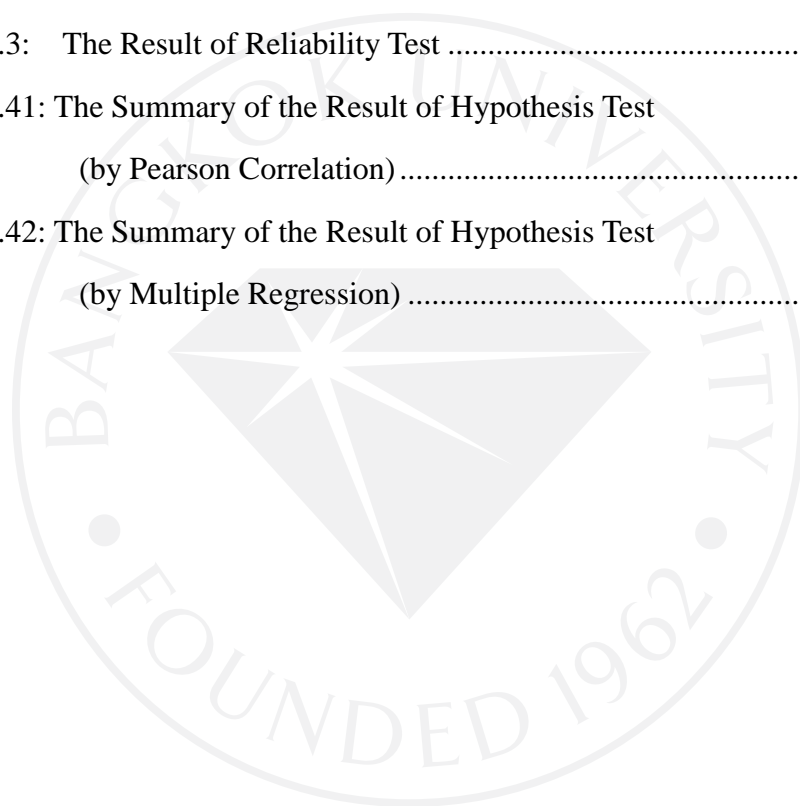 .3: The Result of Reliability Test ............................................
.41: The Summary of the Result of Hypothesis Test
(by Pearson Correlation) ..................................................
.42: The Summary of the Result of Hypothesis Test
(by Multiple Regression) .................................................
BANGKOK UNIVERSITY
• FOUNDED 1962 •